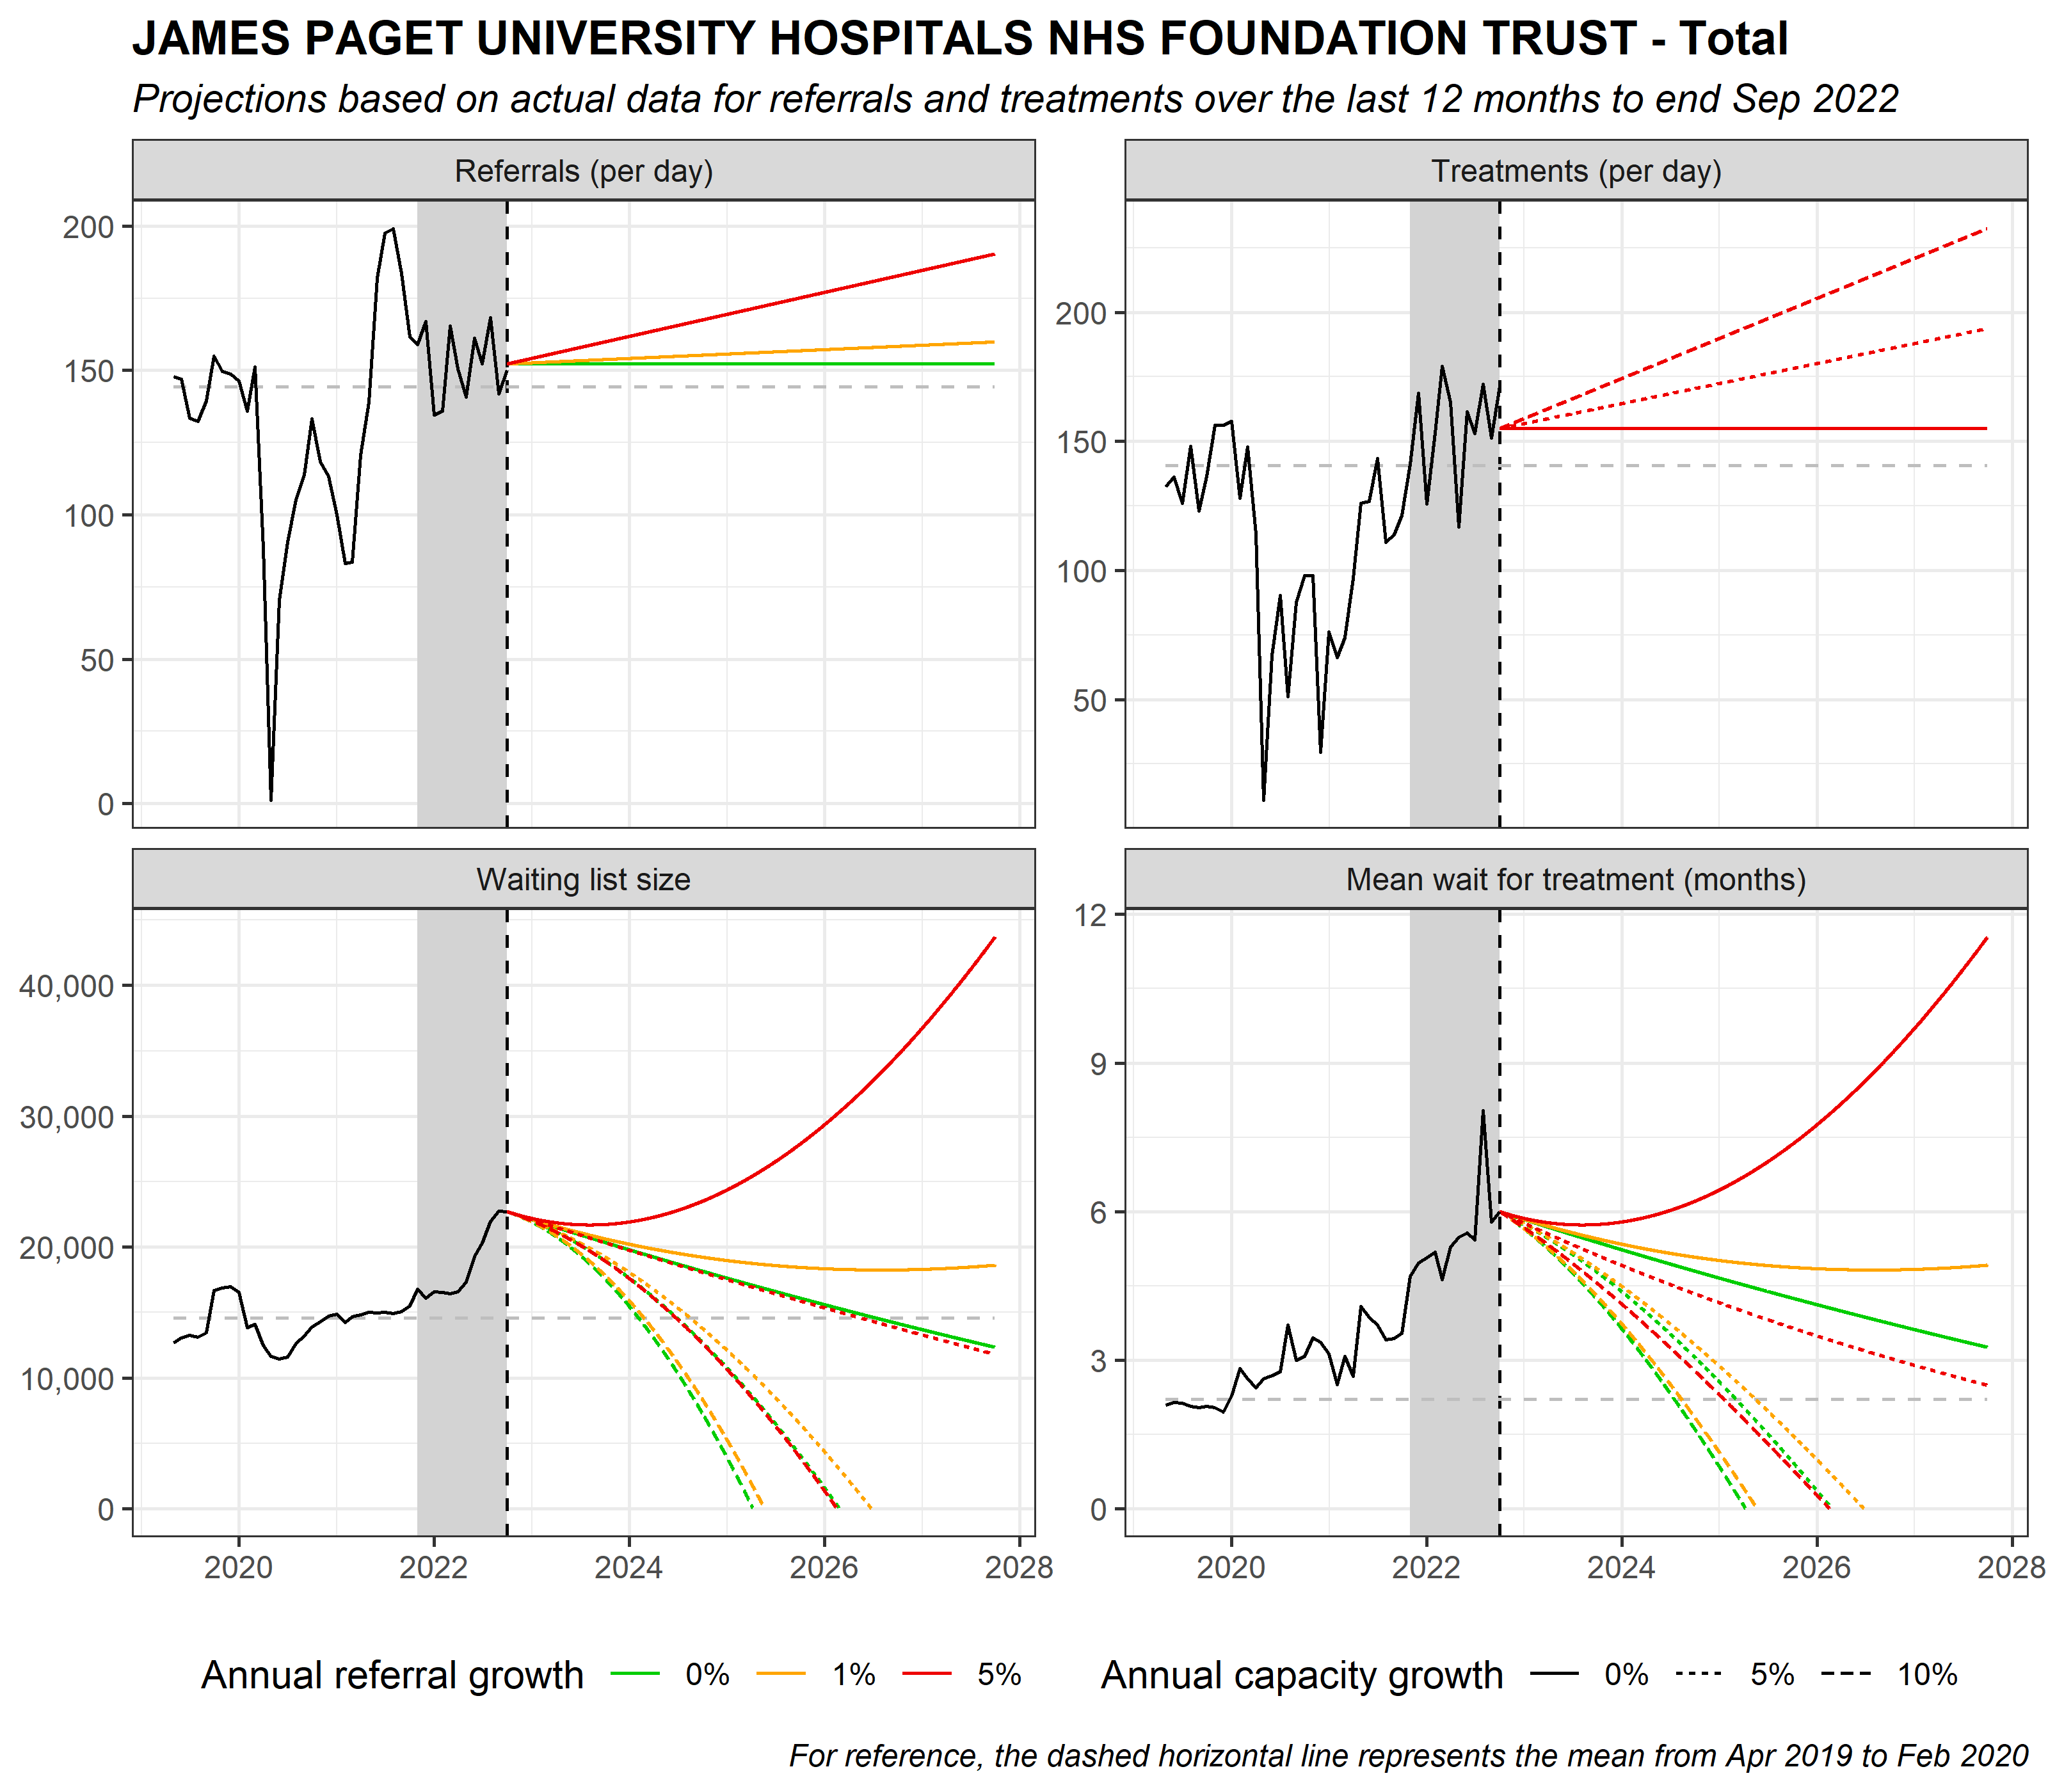 JAMES PAGET UNIVERSITY HOSPITALS NHS FOUNDATION TRUST - Total
Projections based on actual data for referrals and treatments over the last 12 months to end Sep 2022
Referrals (per day)
200
150
100
50
0
Treatments (per day)
200
150
100
50
Waiting list size
40,000
30,000
20,000
10,000
0
2020 2022 2024 2026 2028
Mean wait for treatment (months)
12
9
6
3
0
2020 2022 2024 2026 2028
Annual referral growth 0% 1% 5%
Annual capacity growth 0% 5% 10%
For reference, the dashed horizontal line represents the mean from Apr 2019 to Feb 2020